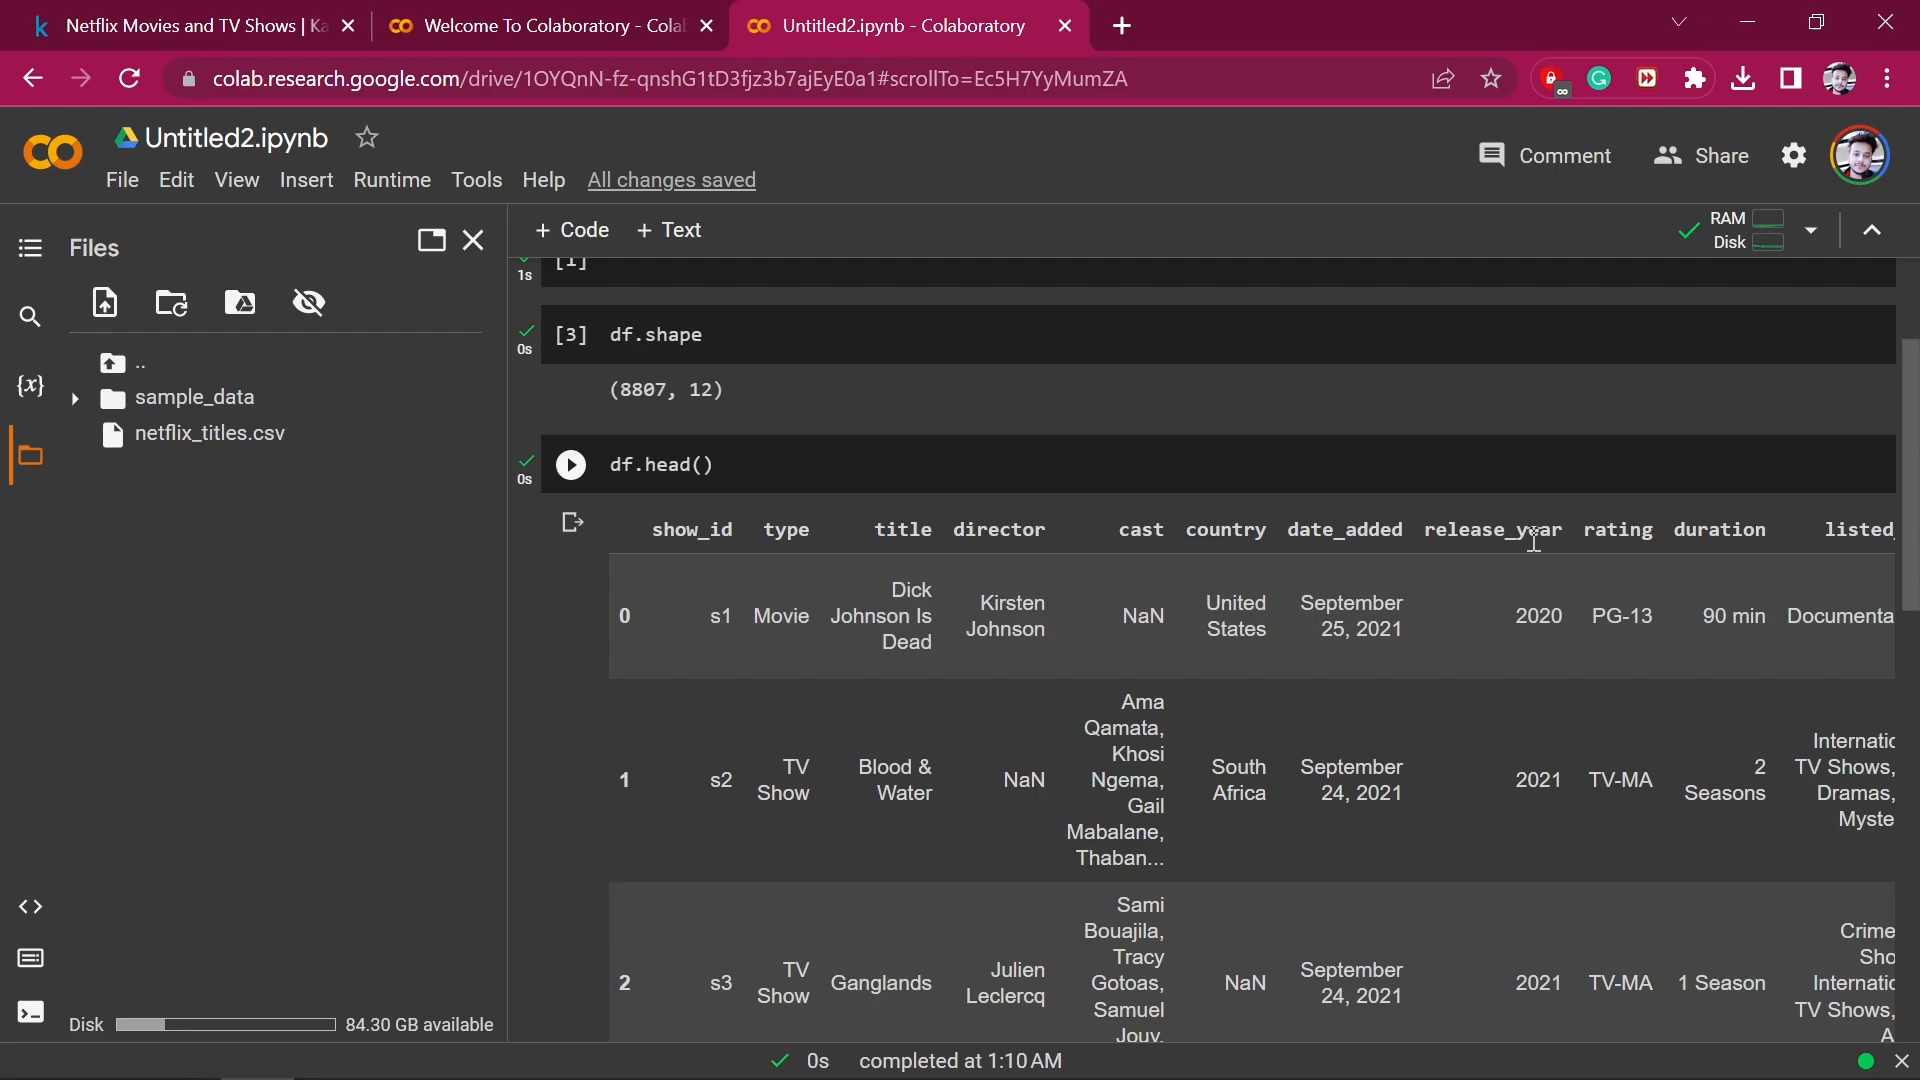 Netflix Movies and TV Shows | Ka
Welcome To Colaboratory - Colal
Untitled2.ipynb - Colaboratory
colab.research.google.com/drive/1OYQnN-fz-qnshG1tD3fjz3b7ajEyE0a1#scrollTo=Ec5H7YyMumZA
CO
Untitled2.ipynb
Comment
Share
File Edit View Insert Runtime Tools Help All changes saved
Files
+ Code + Text
RAM
Disk
..
sample_data
netflix_titles.csv
{x}
1s
[1]
[3] df.shape
0s
(8807, 12)
df.head()
0s
show_id type title director cast country date_added release_year rating duration listed_
0 s1 Movie Dick Johnson Is Dead Kirsten Johnson NaN United States September 25, 2021 2020 PG-13 90 min Documenta
1 s2 TV Show Blood & Water NaN Ama Qamata, Khosi Ngema, Gail Mabalane, Thaban... South Africa September 24, 2021 2021 TV-MA 2 Seasons Internatic TV Shows, Dramas, Myste
2 s3 TV Show Ganglands Julien Leclercq Sami Bouajila, Tracy Gotoas, Samuel Jouy, NaN September 24, 2021 2021 TV-MA 1 Season Crime Sho Internatic TV Shows, A
Disk 84.30 GB available
0s completed at 1:10 AM